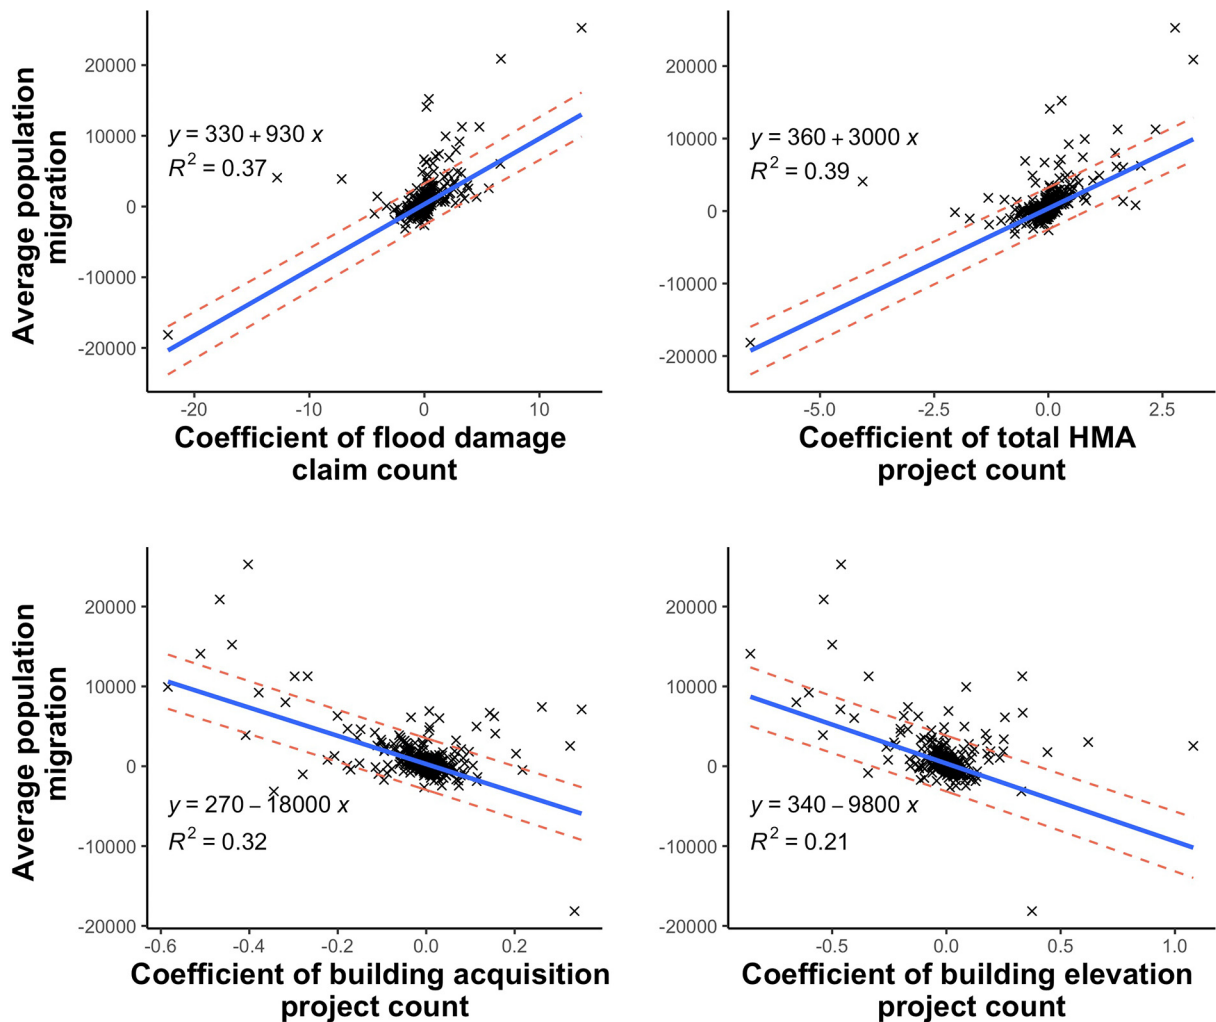 Average population
migration
20000
10000
0
-10000
-20000
y = 330 + 930 x
R² = 0.37
-20 -10 0 10
Coefficient of flood damage
claim count
20000
10000
0
-10000
-20000
y = 360 + 3000 x
R² = 0.39
-5.0 -2.5 0.0 2.5
Coefficient of total HMA
project count
Average population
migration
20000
10000
0
-10000
-20000
y = 270 − 18000 x
R² = 0.32
-0.6 -0.4 -0.2 0.0 0.2
Coefficient of building acquisition
project count
20000
10000
0
-10000
-20000
y = 340 − 9800 x
R² = 0.21
-0.5 0.0 0.5 1.0
Coefficient of building elevation
project count